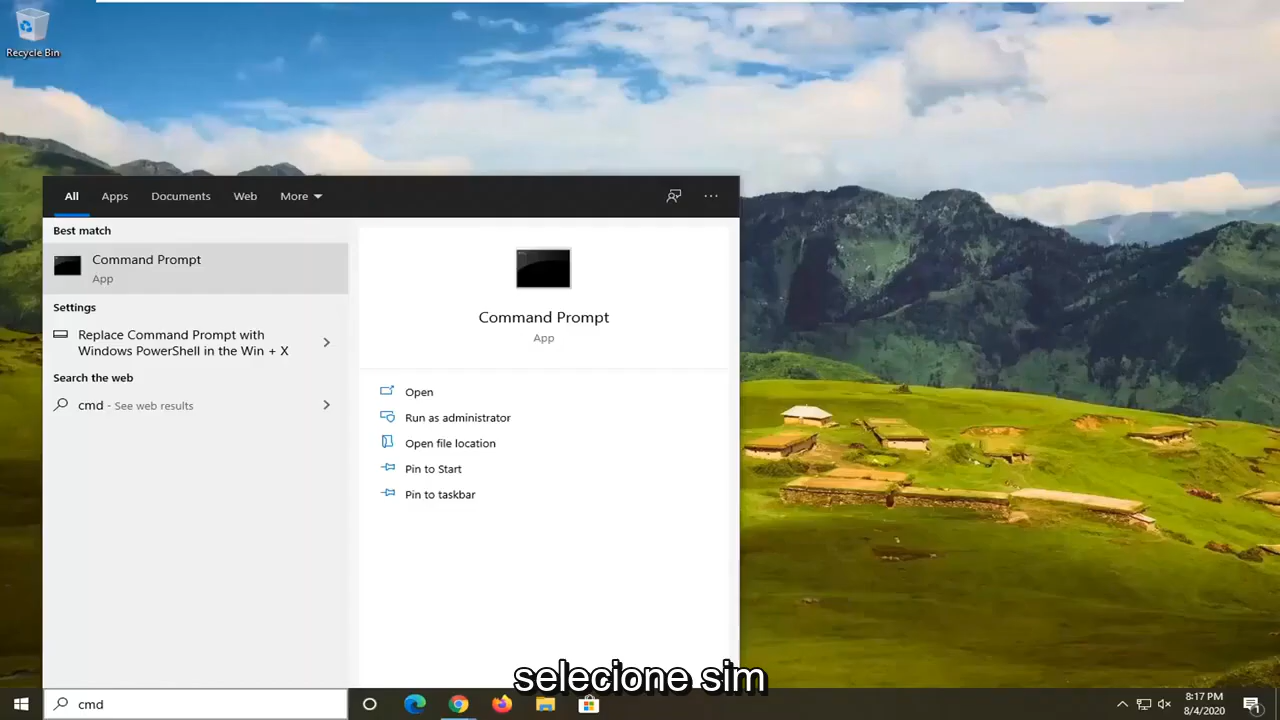 Recycle Bin
All
Apps
Documents
Web
More
Best match
Command Prompt
App
Settings
Replace Command Prompt with
Windows PowerShell in the Win + X
Search the web
cmd - See web results
Command Prompt
App
Open
Run as administrator
Open file location
Pin to Start
Pin to taskbar
selecione sim
cmd
8:17 PM
8/4/2020
1